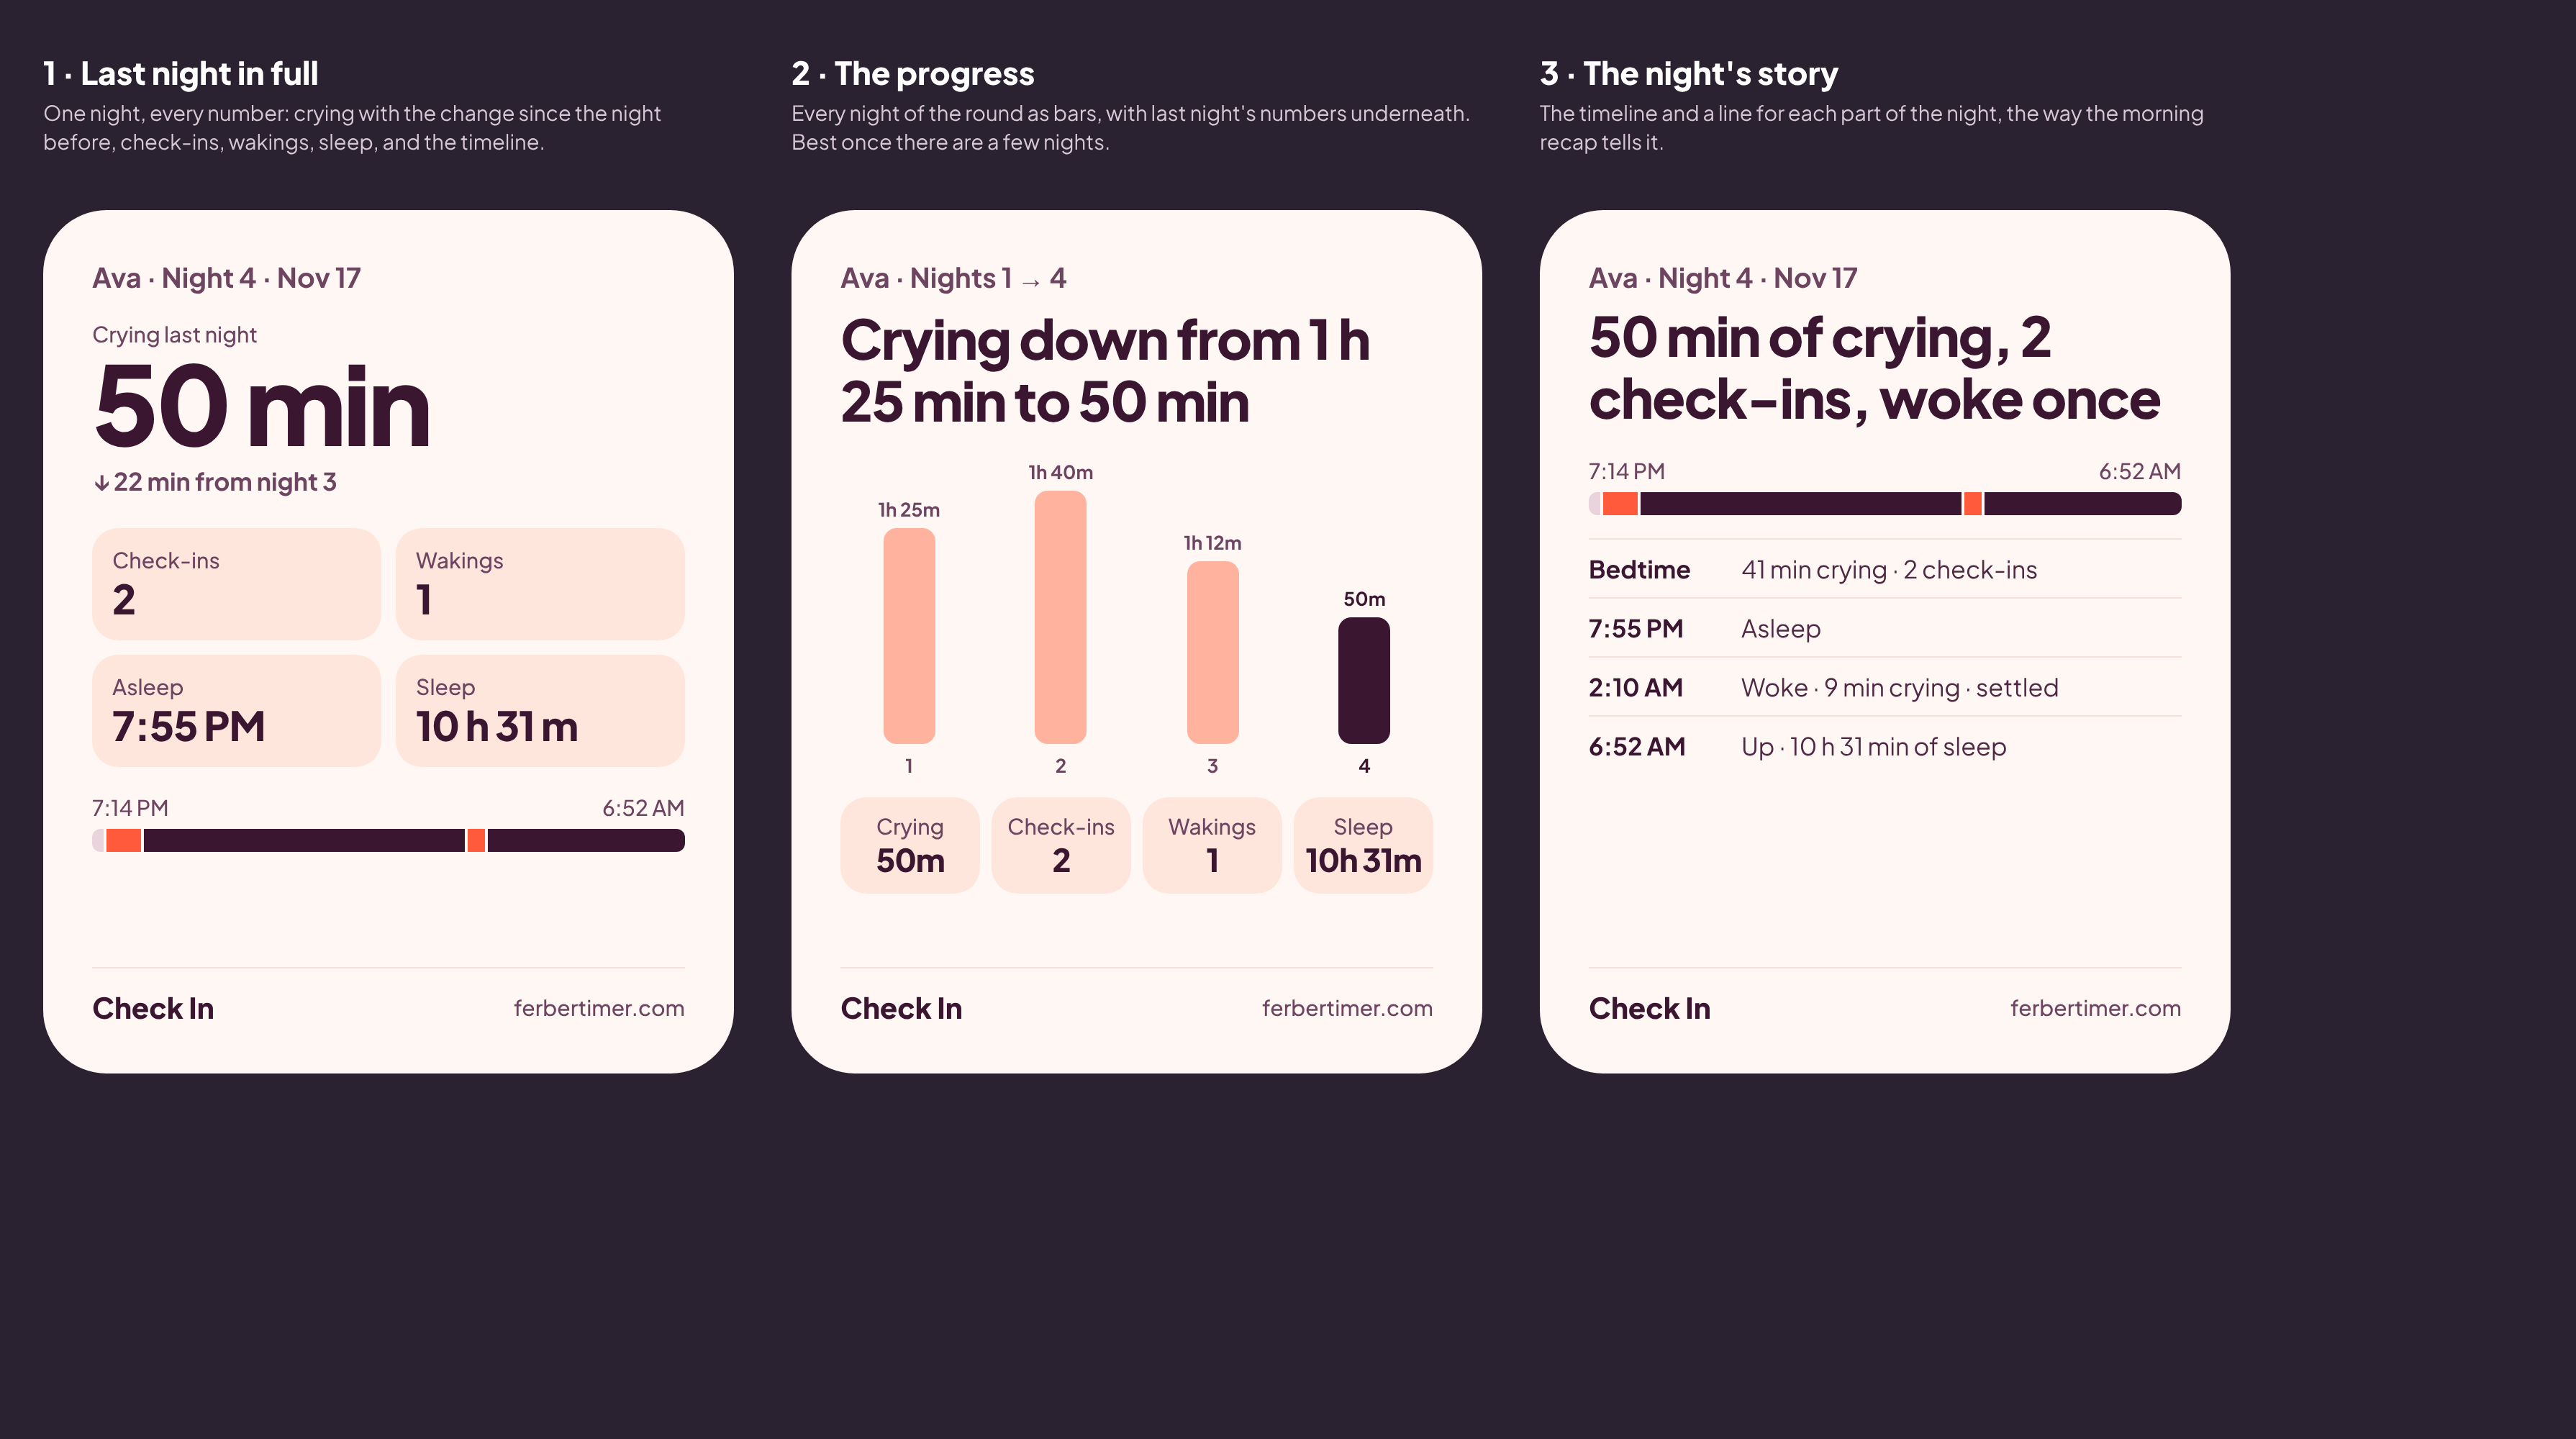 1 · Last night in full
One night, every number: crying with the change since the night
before, check-ins, wakings, sleep, and the timeline.
Ava · Night 4 · Nov 17
Crying last night
50 min
↓ 22 min from night 3
Check-ins
2
Wakings
1
Asleep
7:55 PM
Sleep
10 h 31 m
7:14 PM
6:52 AM
Check In
ferbertimer.com
2 · The progress
Every night of the round as bars, with last night's numbers underneath.
Best once there are a few nights.
Ava · Nights 1 → 4
Crying down from 1 h
25 min to 50 min
1h 25m
1h 40m
1h 12m
50m
1
2
3
4
Crying
50m
Check-ins
2
Wakings
1
Sleep
10h 31m
Check In
ferbertimer.com
3 · The night's story
The timeline and a line for each part of the night, the way the morning
recap tells it.
Ava · Night 4 · Nov 17
50 min of crying, 2
check-ins, woke once
7:14 PM
6:52 AM
Bedtime 41 min crying · 2 check-ins
7:55 PM Asleep
2:10 AM Woke · 9 min crying · settled
6:52 AM Up · 10 h 31 min of sleep
Check In
ferbertimer.com